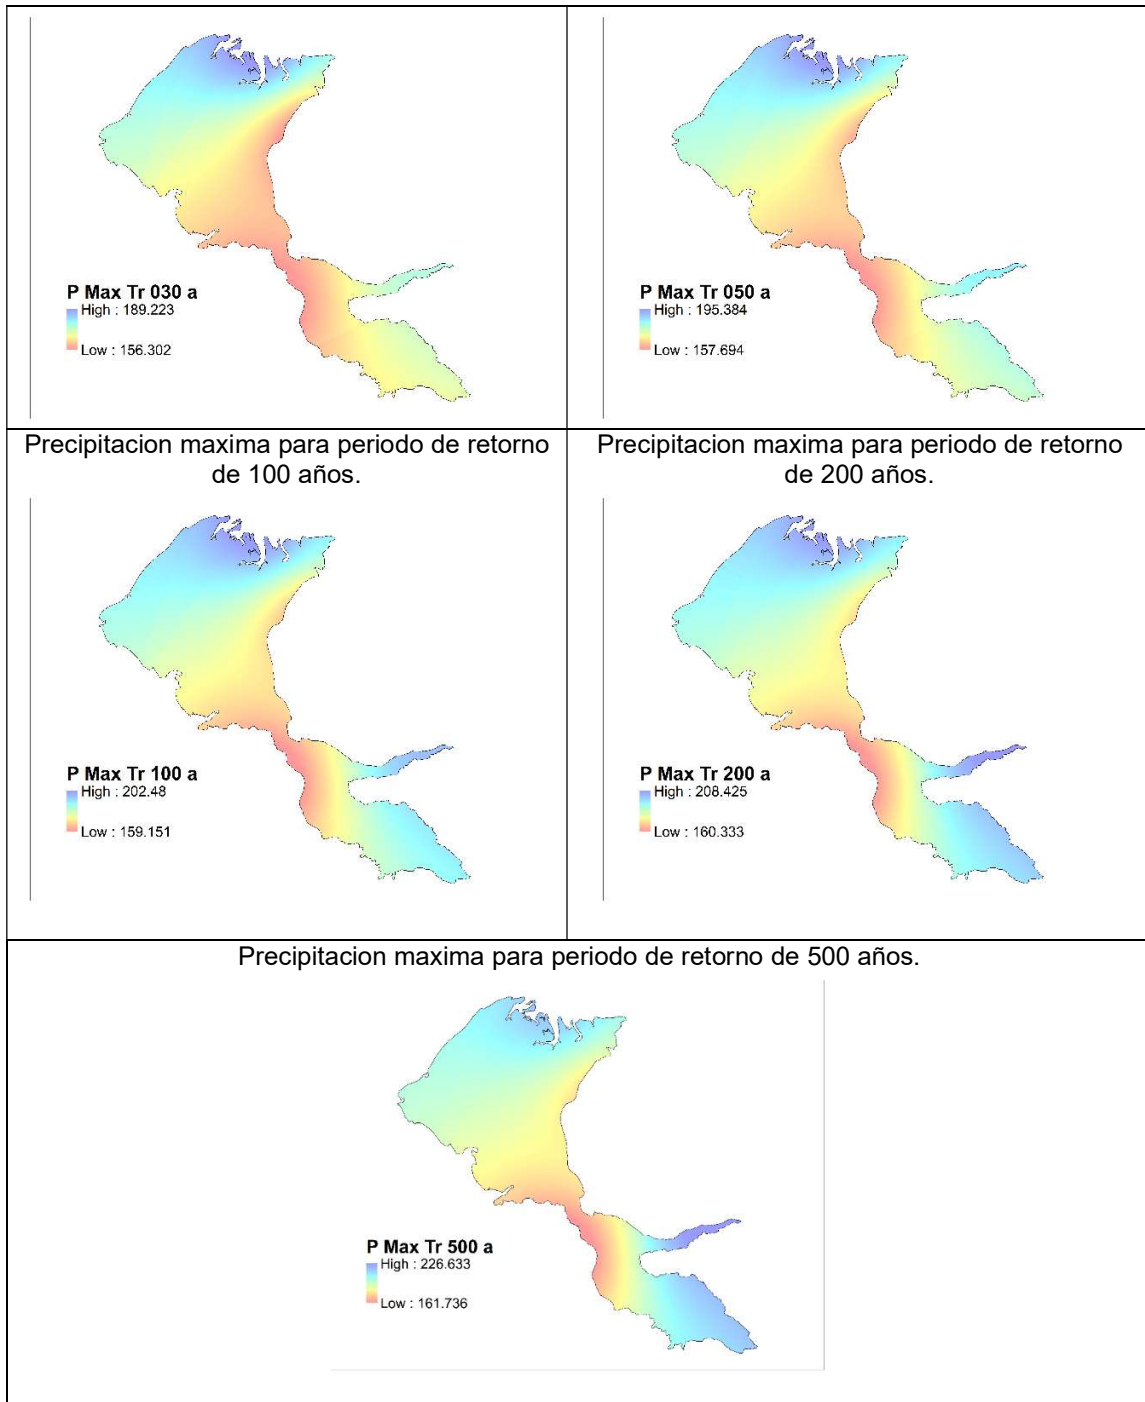 P Max Tr 030 a
High : 189.223
Low : 156.302
P Max Tr 050 a
High : 195.384
Low : 157.694
Precipitacion maxima para periodo de retorno
de 100 años.
Precipitacion maxima para periodo de retorno
de 200 años.
P Max Tr 100 a
High : 202.48
Low : 159.151
P Max Tr 200 a
High : 208.425
Low : 160.333
Precipitacion maxima para periodo de retorno de 500 años.
P Max Tr 500 a
High : 226.633
Low : 161.736